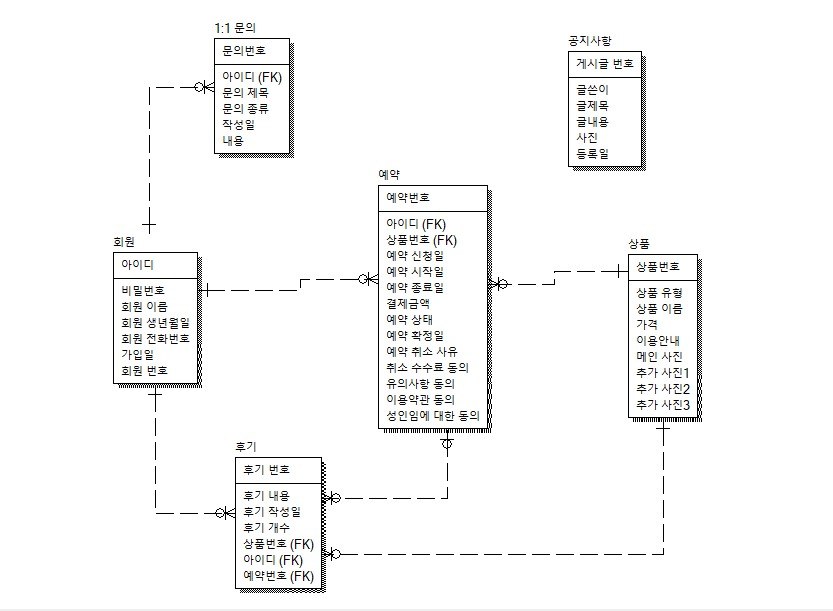 1:1 문의
문의번호
아이디 (FK)
문의 제목
문의 종류
작성일
내용
공지사항
게시글 번호
글쓴이
글제목
글내용
사진
등록일
예약
예약번호
아이디 (FK)
상품번호 (FK)
예약 신청일
예약 시작일
예약 종료일
결제금액
예약 상태
예약 확정일
예약 취소 사유
취소 수수료 동의
유의사항 동의
이용약관 동의
성인임에 대한 동의
회원
아이디
비밀번호
회원 이름
회원 생년월일
회원 전화번호
가입일
회원 번호
상품
상품번호
상품 유형
상품 이름
가격
이용안내
메인 사진
추가 사진1
추가 사진2
추가 사진3
후기
후기 번호
후기 내용
후기 작성일
후기 개수
상품번호 (FK)
아이디 (FK)
예약번호 (FK)